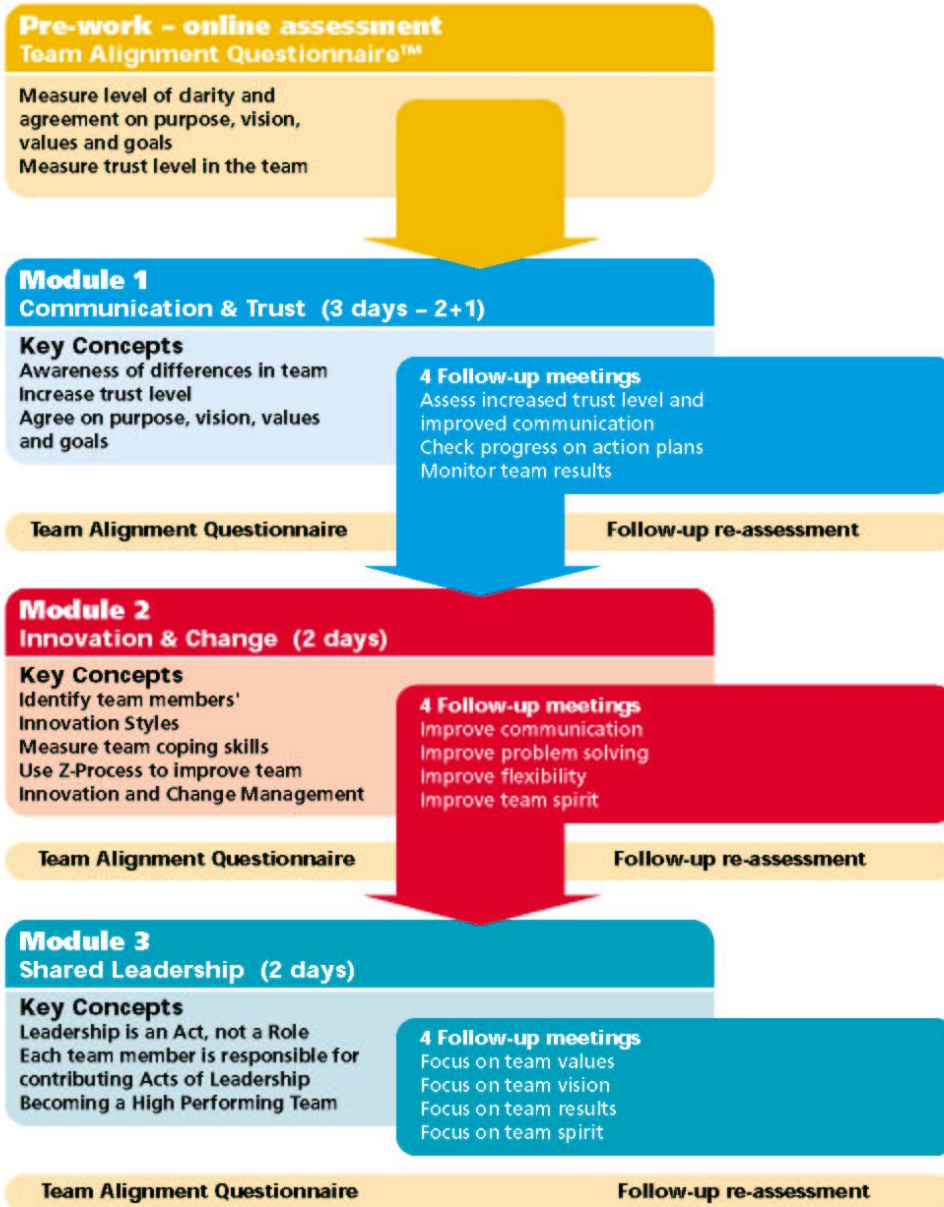 Pre-work – online assessment
Team Alignment Questionnaire™
Measure level of clarity and
agreement on purpose, vision,
values and goals
Measure trust level in the team
Module 1
Communication & Trust (3 days – 2+1)
Key Concepts
Awareness of differences in team
Increase trust level
Agree on purpose, vision, values
and goals
4 Follow-up meetings
Assess increased trust level and
improved communication
Check progress on action plans
Monitor team results
Team Alignment Questionnaire
Follow-up re-assessment
Module 2
Innovation & Change (2 days)
Key Concepts
Identify team members'
Innovation Styles
Measure team coping skills
Use Z-Process to improve team
Innovation and Change Management
4 Follow-up meetings
Improve communication
Improve problem solving
Improve flexibility
Improve team spirit
Team Alignment Questionnaire
Follow-up re-assessment
Module 3
Shared Leadership (2 days)
Key Concepts
Leadership is an Act, not a Role
Each team member is responsible for
contributing Acts of Leadership
Becoming a High Performing Team
4 Follow-up meetings
Focus on team values
Focus on team vision
Focus on team results
Focus on team spirit
Team Alignment Questionnaire
Follow-up re-assessment